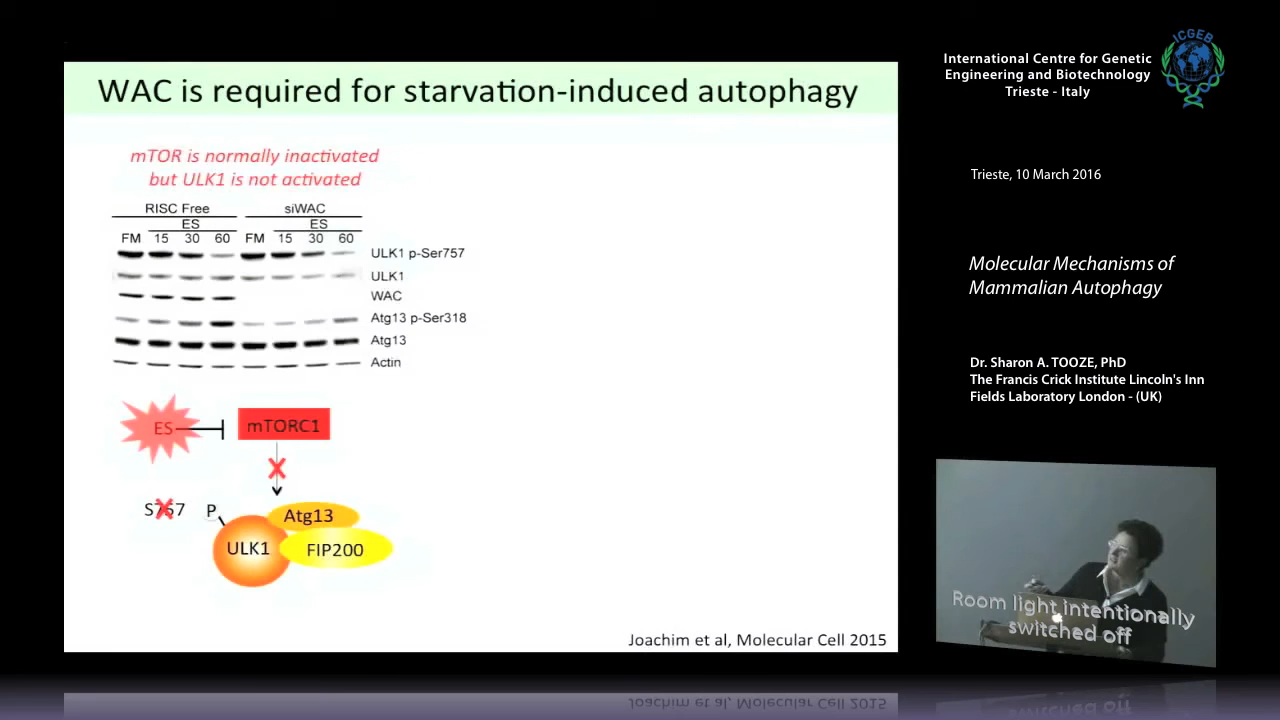 WAC is required for starvation-induced autophagy
mTOR is normally inactivated
but ULK1 is not activated
RISC Free siWAC
ES ES
FM 15 30 60 FM 15 30 60
ULK1 p-Ser757
ULK1
WAC
Atg13 p-Ser318
Atg13
Actin
ES mTORC1
S757 P
Atg13
ULK1 FIP200
Joachim et al, Molecular Cell 2015
International Centre for Genetic
Engineering and Biotechnology
Trieste - Italy
ICGEB
Trieste, 10 March 2016
Molecular Mechanisms of
Mammalian Autophagy
Dr. Sharon A. TOOZE, PhD
The Francis Crick Institute Lincoln's Inn
Fields Laboratory London - (UK)
Room light intentionally
switched off